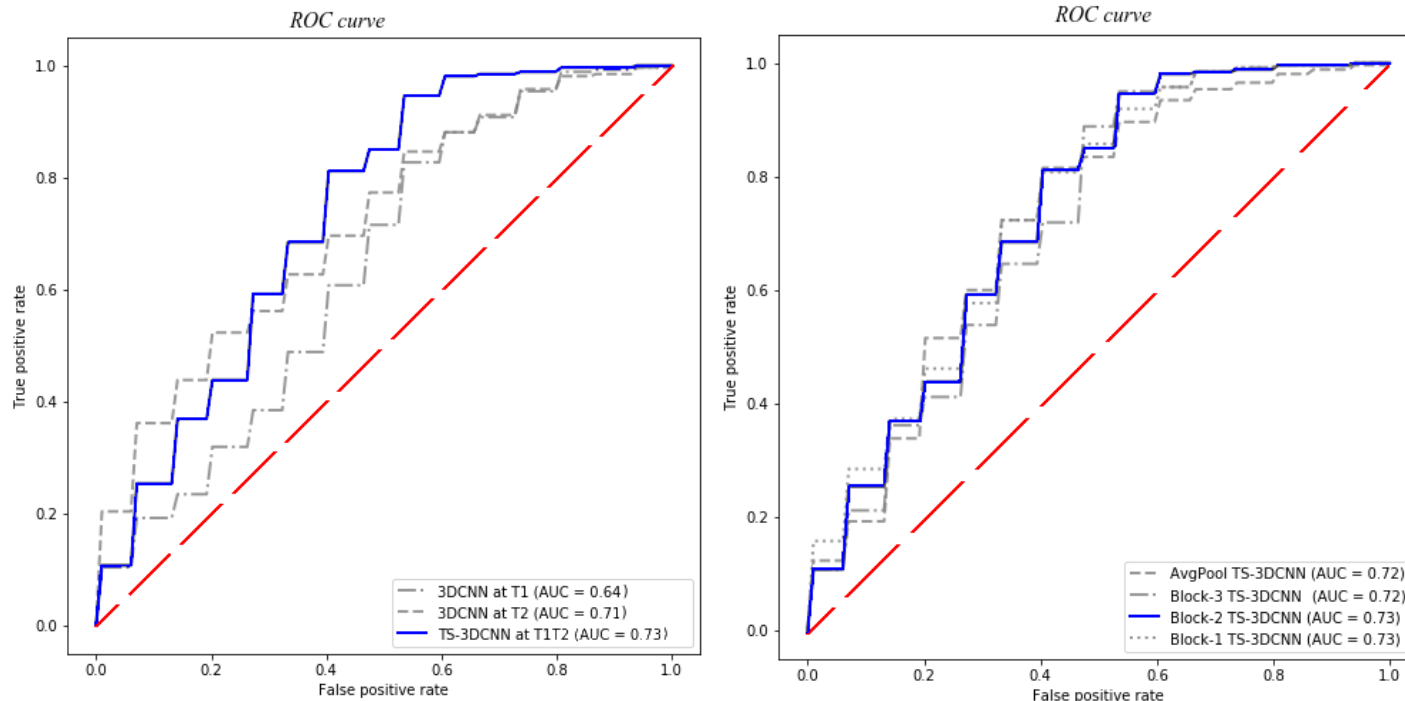 ROC curve
1.0
0.8
0.6
0.4
0.2
0.0
True positive rate
0.0
0.2
0.4
0.6
0.8
1.0
False positive rate
3DCNN at T1 (AUC = 0.64)
3DCNN at T2 (AUC = 0.71)
TS-3DCNN at T1T2 (AUC = 0.73)
ROC curve
1.0
0.8
0.6
0.4
0.2
0.0
True positive rate
0.0
0.2
0.4
0.6
0.8
1.0
False positive rate
AvgPool TS-3DCNN (AUC = 0.72)
Block-3 TS-3DCNN (AUC = 0.72)
Block-2 TS-3DCNN (AUC = 0.73)
Block-1 TS-3DCNN (AUC = 0.73)